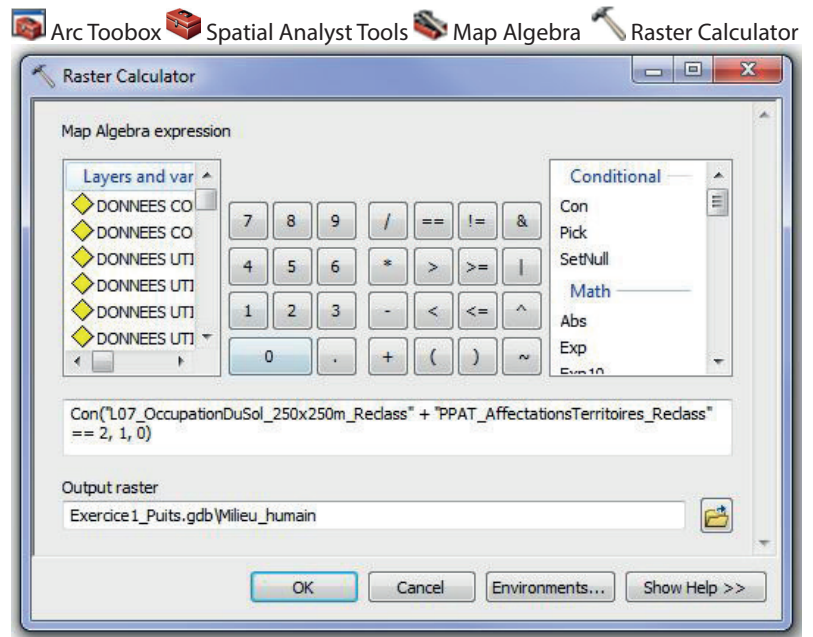 Arc Toobox Spatial Analyst Tools Map Algebra Raster Calculator
Raster Calculator
Map Algebra expression
Layers and var
DONNEES CO
DONNEES CO
DONNEES UTI
DONNEES UTI
DONNEES UTI
DONNEES UTI
7 8 9 / == != &
4 5 6 * > >= |
1 2 3 - < <= ^
0 . + ( ) ~
Conditional
Con
Pick
SetNull
Math
Abs
Exp
Exp10
Con("L07_OccupationDuSol_250x250m_Reclass" + "PPAT_AffectationsTerritoires_Reclass"
== 2, 1, 0)
Output raster
Exercice1_Puits.gdb\Milieu_humain
OK Cancel Environments... Show Help >>